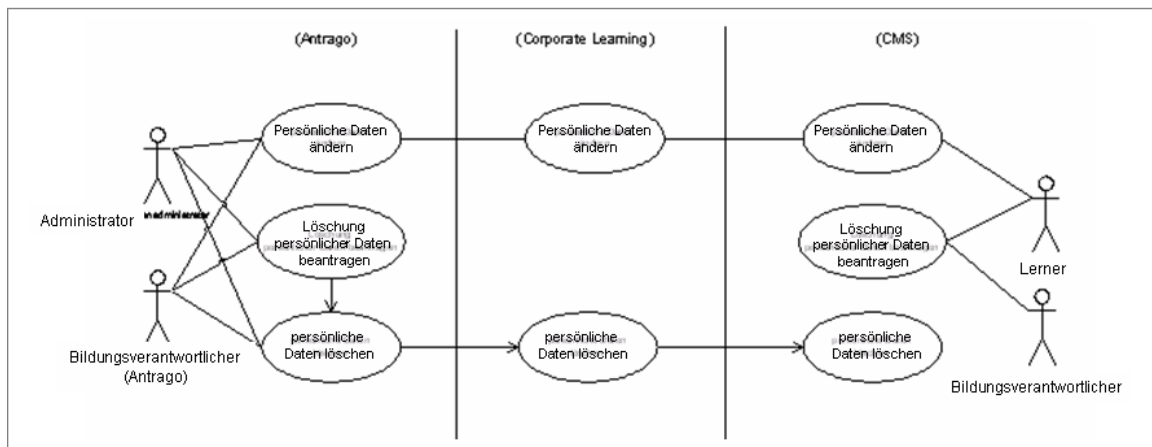 (Antrago)
(Corporate Learning)
(CMS)
Persönliche Daten
ändern
Persönliche Daten
ändern
Persönliche Daten
ändern
administrator
Administrator
Löschung
persönlicher Daten
beantragen
Löschung
persönlicher Daten
beantragen
Lerner
persönliche
Daten löschen
persönliche
Daten löschen
persönliche
Daten löschen
Bildungsverantwortlicher
(Antrago)
Bildungsverantwortlicher